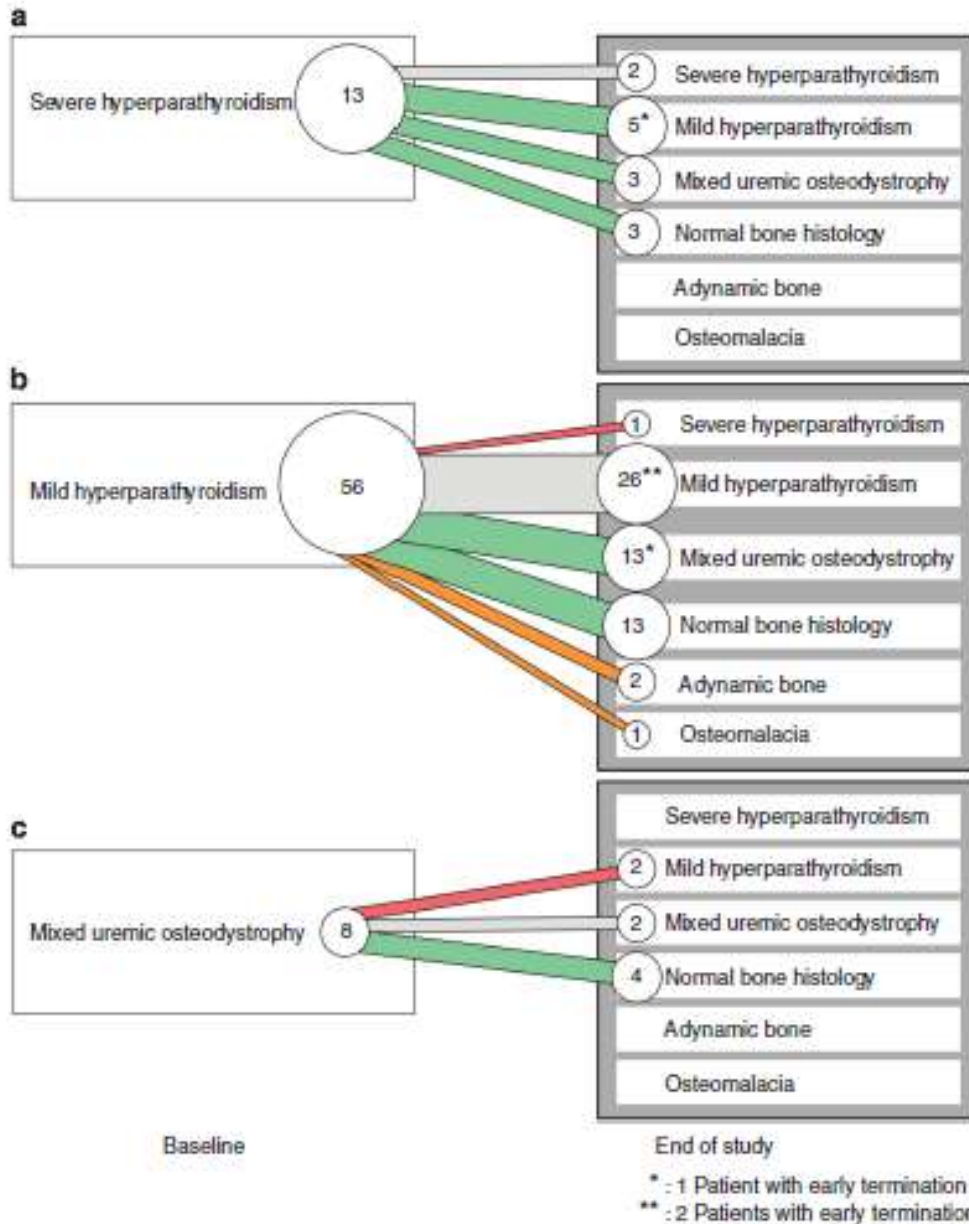 a
Severe hyperparathyroidism 13
2 Severe hyperparathyroidism
5* Mild hyperparathyroidism
3 Mixed uremic osteodystrophy
3 Normal bone histology
Adynamic bone
Osteomalacia
b
Mild hyperparathyroidism 56
1 Severe hyperparathyroidism
26** Mild hyperparathyroidism
13* Mixed uremic osteodystrophy
13 Normal bone histology
2 Adynamic bone
1 Osteomalacia
c
Mixed uremic osteodystrophy 8
Severe hyperparathyroidism
2 Mild hyperparathyroidism
2 Mixed uremic osteodystrophy
4 Normal bone histology
Adynamic bone
Osteomalacia
Baseline
End of study
* : 1 Patient with early termination
** : 2 Patients with early termination